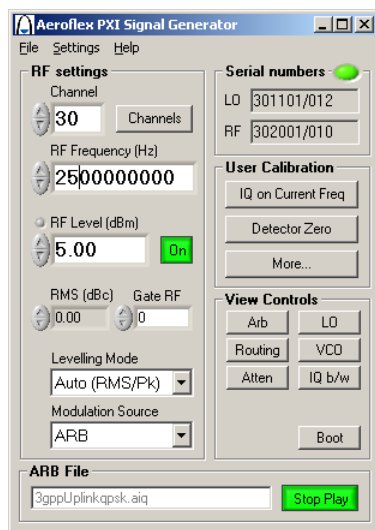 Aeroflex PXI Signal Generator
File Settings Help
RF settings
Channel
30
Channels
RF Frequency (Hz)
2500000000
RF Level (dBm)
5.00
On
RMS (dBc) Gate RF
0.00 0
Levelling Mode
Auto (RMS/Pk)
Modulation Source
ARB
Serial numbers
LO 301101/012
RF 302001/010
User Calibration
IQ on Current Freq
Detector Zero
More...
View Controls
Arb LO
Routing VCO
Atten IQ b/w
Boot
ARB File
3gppUplinkqpsk.aiq
Stop Play